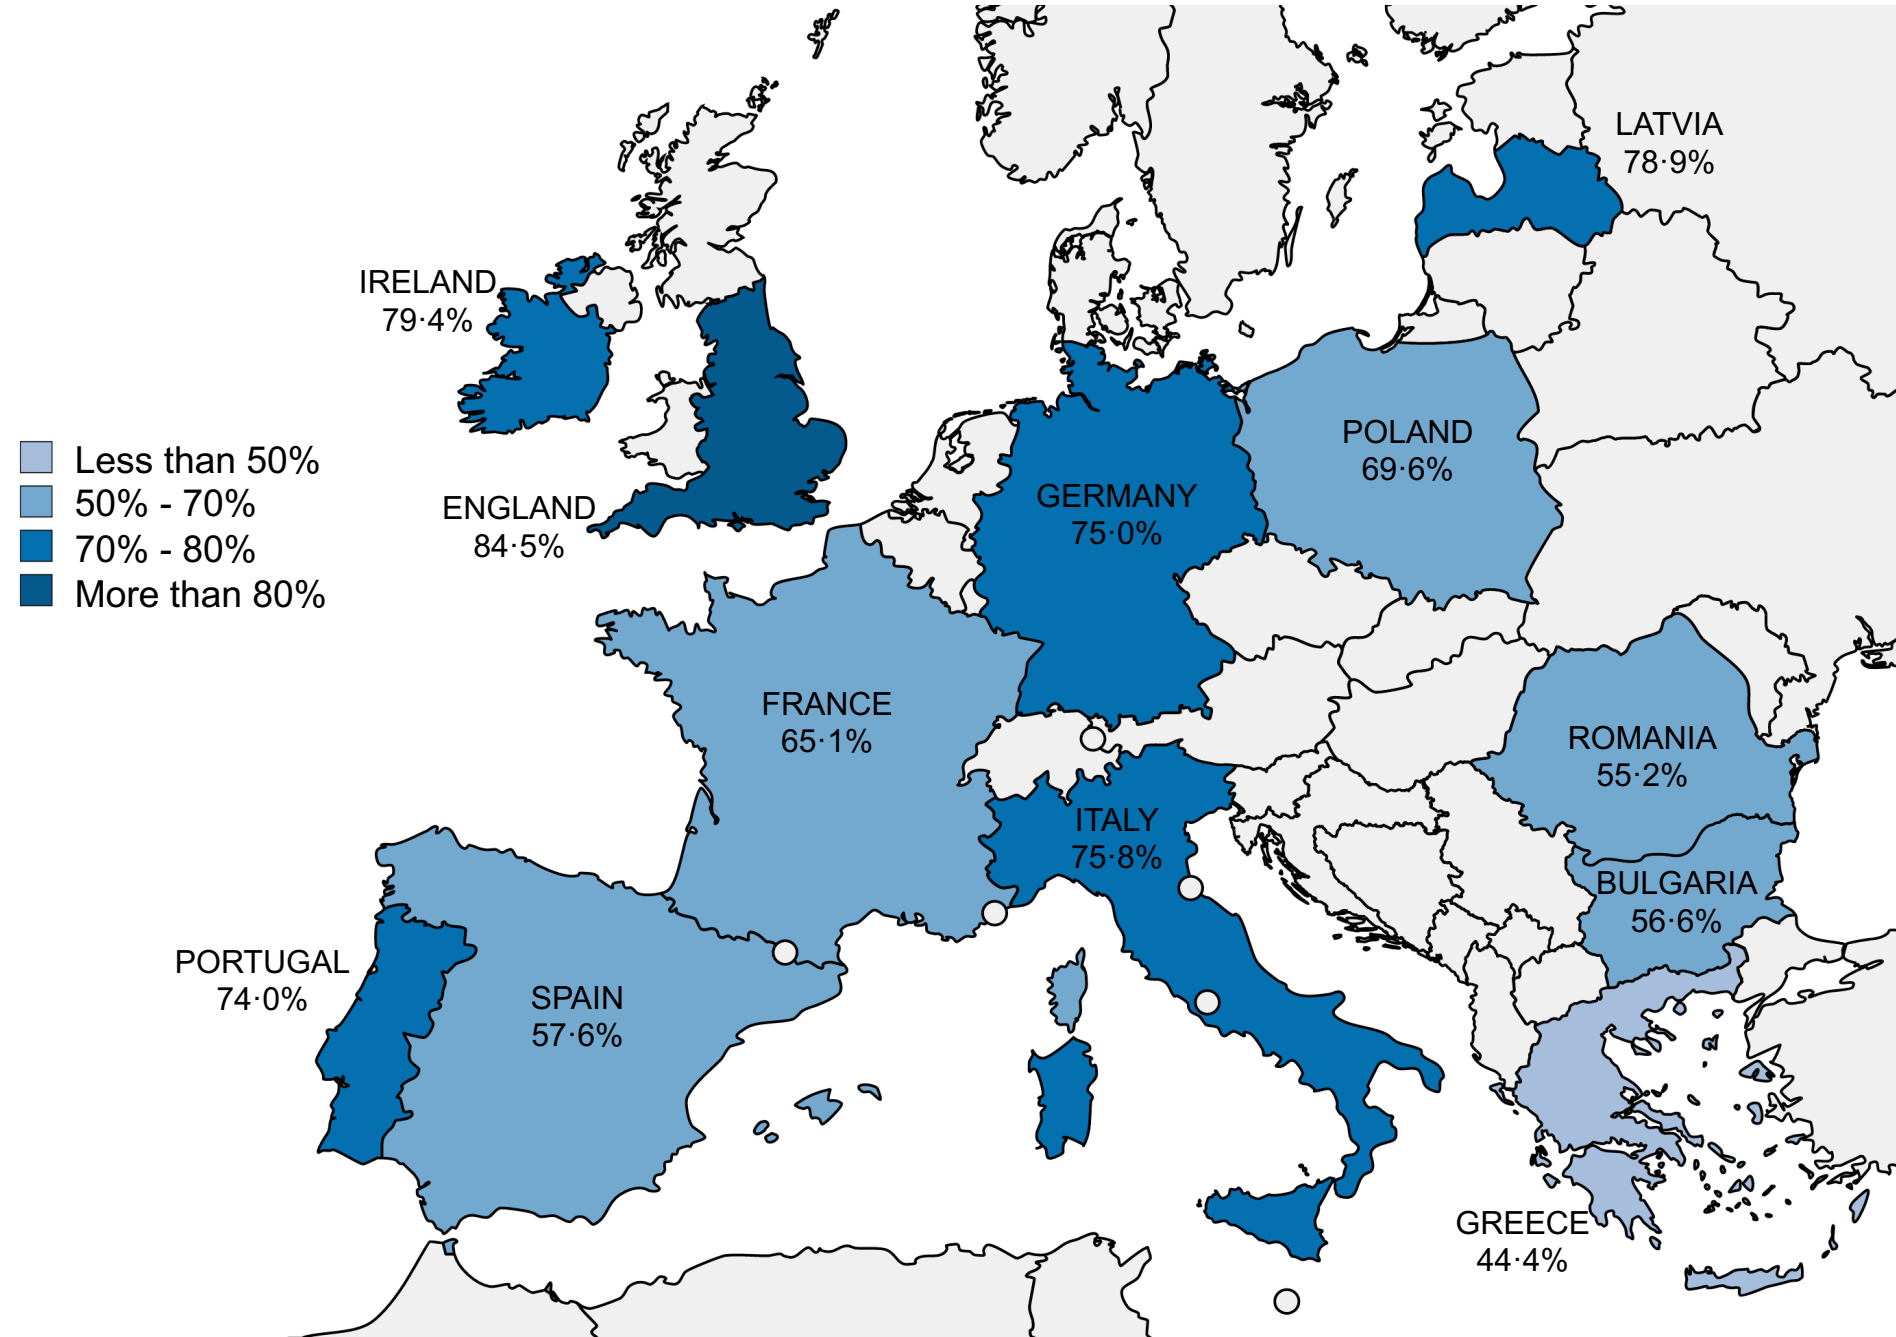 LATVIA
78·9%
IRELAND
79·4%
POLAND
69·6%
Less than 50%
50% - 70%
70% - 80%
More than 80%
GERMANY
75·0%
ENGLAND
84·5%
FRANCE
65·1%
ROMANIA
55·2%
ITALY
75·8%
BULGARIA
56·6%
PORTUGAL
74·0%
SPAIN
57·6%
GREECE
44·4%